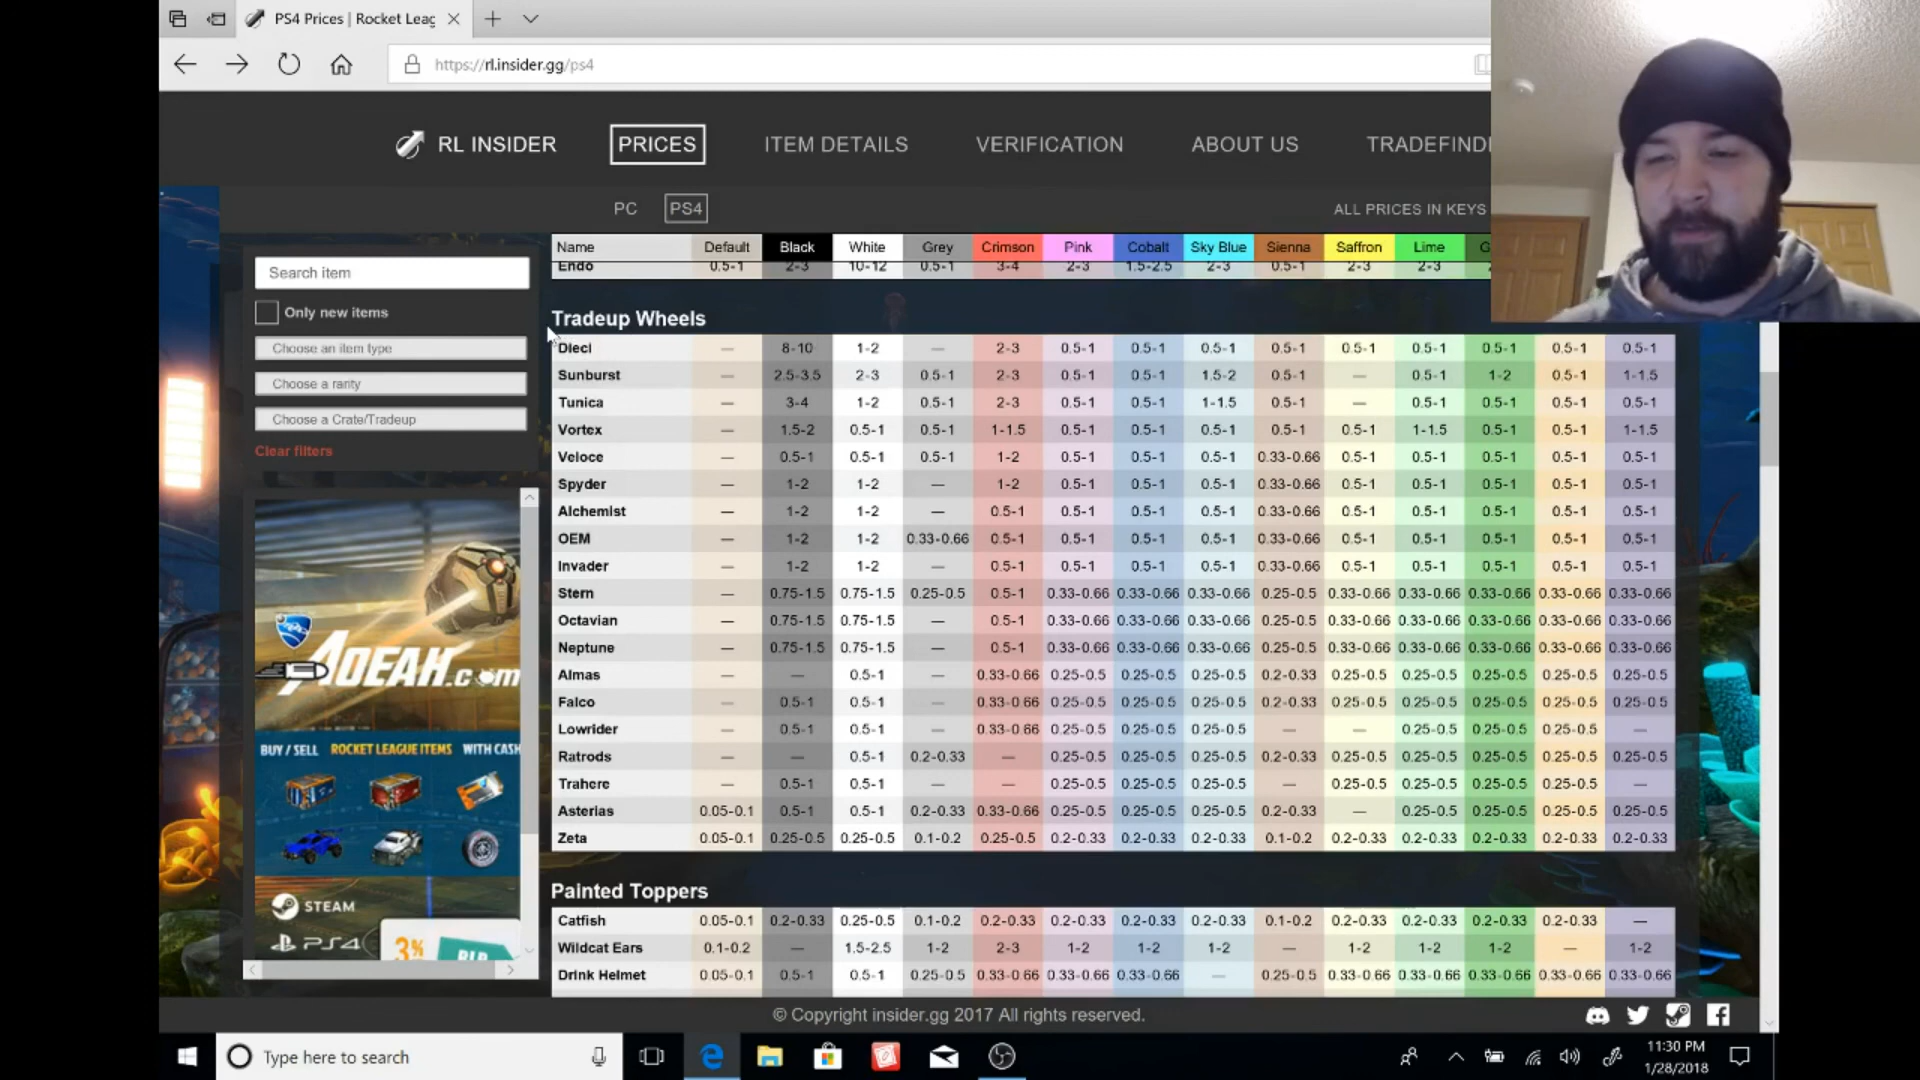 PS4 Prices | Rocket Leag
https://rl.insider.gg/ps4
RL INSIDER PRICES ITEM DETAILS VERIFICATION ABOUT US TRADEFIND
PC PS4 ALL PRICES IN KEYS
Search item
Only new items
Choose an item type
Choose a rarity
Choose a Crate/Tradeup
Clear filters
AOEAH.com
BUY / SELL ROCKET LEAGUE ITEMS WITH CASH
STEAM
PS4
3%
Name Default Black White Grey Crimson Pink Cobalt Sky Blue Sienna Saffron Lime G
Endo 0.5-1 2-3 10-12 0.5-1 3-4 2-3 1.5-2.5 2-3 0.5-1 2-3 2-3
Tradeup Wheels
Dieci — 8-10 1-2 — 2-3 0.5-1 0.5-1 0.5-1 0.5-1 0.5-1 0.5-1 0.5-1 0.5-1 0.5-1
Sunburst — 2.5-3.5 2-3 0.5-1 2-3 0.5-1 0.5-1 1.5-2 0.5-1 — 0.5-1 1-2 0.5-1 1-1.5
Tunica — 3-4 1-2 0.5-1 2-3 0.5-1 0.5-1 1-1.5 0.5-1 — 0.5-1 0.5-1 0.5-1 0.5-1
Vortex — 1.5-2 0.5-1 0.5-1 1-1.5 0.5-1 0.5-1 0.5-1 0.5-1 0.5-1 1-1.5 0.5-1 0.5-1 1-1.5
Veloce — 0.5-1 0.5-1 0.5-1 1-2 0.5-1 0.5-1 0.5-1 0.33-0.66 0.5-1 0.5-1 0.5-1 0.5-1 0.5-1
Spyder — 1-2 1-2 — 1-2 0.5-1 0.5-1 0.5-1 0.33-0.66 0.5-1 0.5-1 0.5-1 0.5-1 0.5-1
Alchemist — 1-2 1-2 — 0.5-1 0.5-1 0.5-1 0.5-1 0.33-0.66 0.5-1 0.5-1 0.5-1 0.5-1 0.5-1
OEM — 1-2 1-2 0.33-0.66 0.5-1 0.5-1 0.5-1 0.5-1 0.33-0.66 0.5-1 0.5-1 0.5-1 0.5-1 0.5-1
Invader — 1-2 1-2 — 0.5-1 0.5-1 0.5-1 0.5-1 0.33-0.66 0.5-1 0.5-1 0.5-1 0.5-1 0.5-1
Stern — 0.75-1.5 0.75-1.5 0.25-0.5 0.5-1 0.33-0.66 0.33-0.66 0.33-0.66 0.25-0.5 0.33-0.66 0.33-0.66 0.33-0.66 0.33-0.66 0.33-0.66
Octavian — 0.75-1.5 0.75-1.5 — 0.5-1 0.33-0.66 0.33-0.66 0.33-0.66 0.25-0.5 0.33-0.66 0.33-0.66 0.33-0.66 0.33-0.66 0.33-0.66
Neptune — 0.75-1.5 0.75-1.5 — 0.5-1 0.33-0.66 0.33-0.66 0.33-0.66 0.25-0.5 0.33-0.66 0.33-0.66 0.33-0.66 0.33-0.66 0.33-0.66
Almas — — 0.5-1 — 0.33-0.66 0.25-0.5 0.25-0.5 0.25-0.5 0.2-0.33 0.25-0.5 0.25-0.5 0.25-0.5 0.25-0.5 0.25-0.5
Falco — 0.5-1 0.5-1 — 0.33-0.66 0.25-0.5 0.25-0.5 0.25-0.5 0.2-0.33 0.25-0.5 0.25-0.5 0.25-0.5 0.25-0.5 0.25-0.5
Lowrider — 0.5-1 0.5-1 — 0.33-0.66 0.25-0.5 0.25-0.5 0.25-0.5 — — 0.25-0.5 0.25-0.5 0.25-0.5 —
Ratrods — — 0.5-1 0.2-0.33 — 0.25-0.5 0.25-0.5 0.25-0.5 0.2-0.33 0.25-0.5 0.25-0.5 0.25-0.5 0.25-0.5 0.25-0.5
Trahere — 0.5-1 0.5-1 — — 0.25-0.5 0.25-0.5 0.25-0.5 — 0.25-0.5 0.25-0.5 0.25-0.5 0.25-0.5 —
Asterias 0.05-0.1 0.5-1 0.5-1 0.2-0.33 0.33-0.66 0.25-0.5 0.25-0.5 0.25-0.5 0.2-0.33 — 0.25-0.5 0.25-0.5 0.25-0.5 0.25-0.5
Zeta 0.05-0.1 0.25-0.5 0.25-0.5 0.1-0.2 0.25-0.5 0.2-0.33 0.2-0.33 0.2-0.33 0.1-0.2 0.2-0.33 0.2-0.33 0.2-0.33 0.2-0.33 0.2-0.33
Painted Toppers
Catfish 0.05-0.1 0.2-0.33 0.25-0.5 0.1-0.2 0.2-0.33 0.2-0.33 0.2-0.33 0.2-0.33 0.1-0.2 0.2-0.33 0.2-0.33 0.2-0.33 0.2-0.33 —
Wildcat Ears 0.1-0.2 — 1.5-2.5 1-2 2-3 1-2 1-2 1-2 — 1-2 1-2 1-2 — 1-2
Drink Helmet 0.05-0.1 0.5-1 0.5-1 0.25-0.5 0.33-0.66 0.33-0.66 0.33-0.66 — 0.25-0.5 0.33-0.66 0.33-0.66 0.33-0.66 0.33-0.66 0.33-0.66
© Copyright insider.gg 2017 All rights reserved.
Type here to search
11:30 PM
1/28/2018